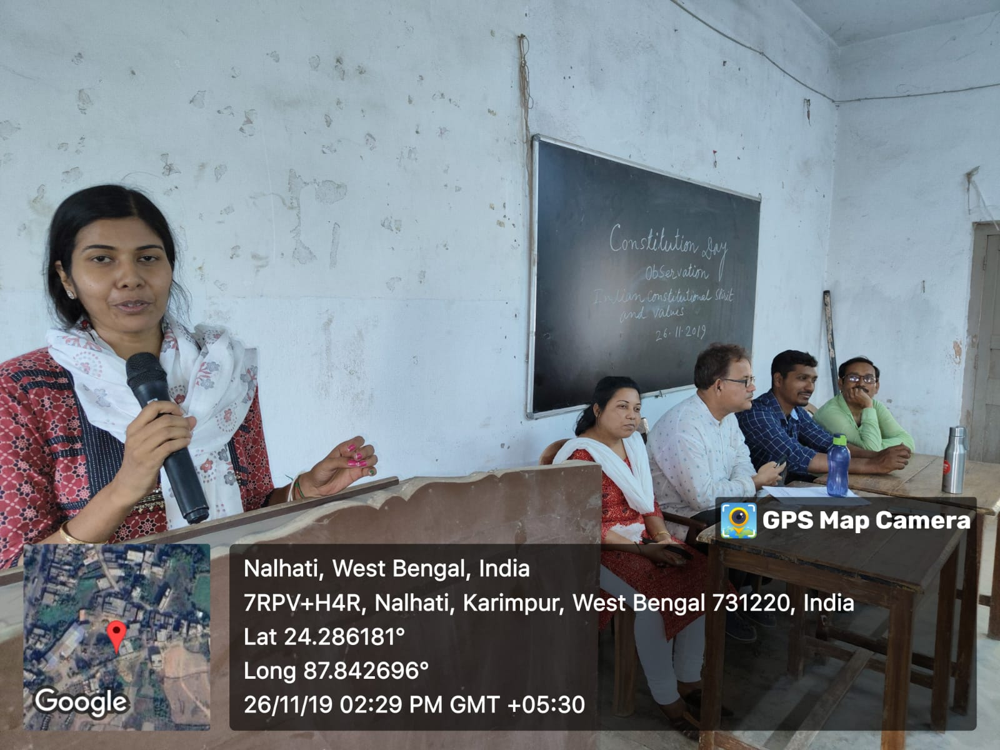 Constitution Day
Observation
Indian constitutional Spirit
and values
26.11.2019
GPS Map Camera
Nalhati, West Bengal, India
7RPV+H4R, Nalhati, Karimpur, West Bengal 731220, India
Lat 24.286181°
Long 87.842696°
26/11/19 02:29 PM GMT +05:30
Google